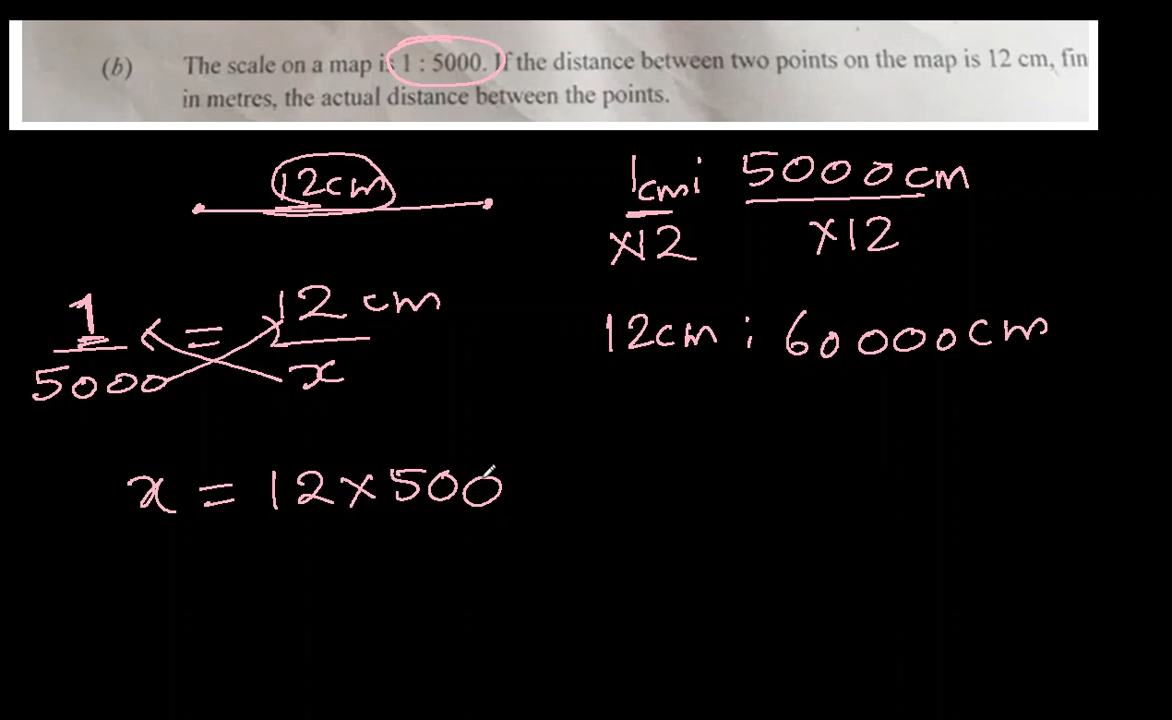 (b) The scale on a map is 1 : 5000. If the distance between two points on the map is 12 cm, fin
in metres, the actual distance between the points.
12cm
1cm : 5000cm
×12 ×12
1/5000 = 12cm/x
12cm : 60000cm
x = 12×500